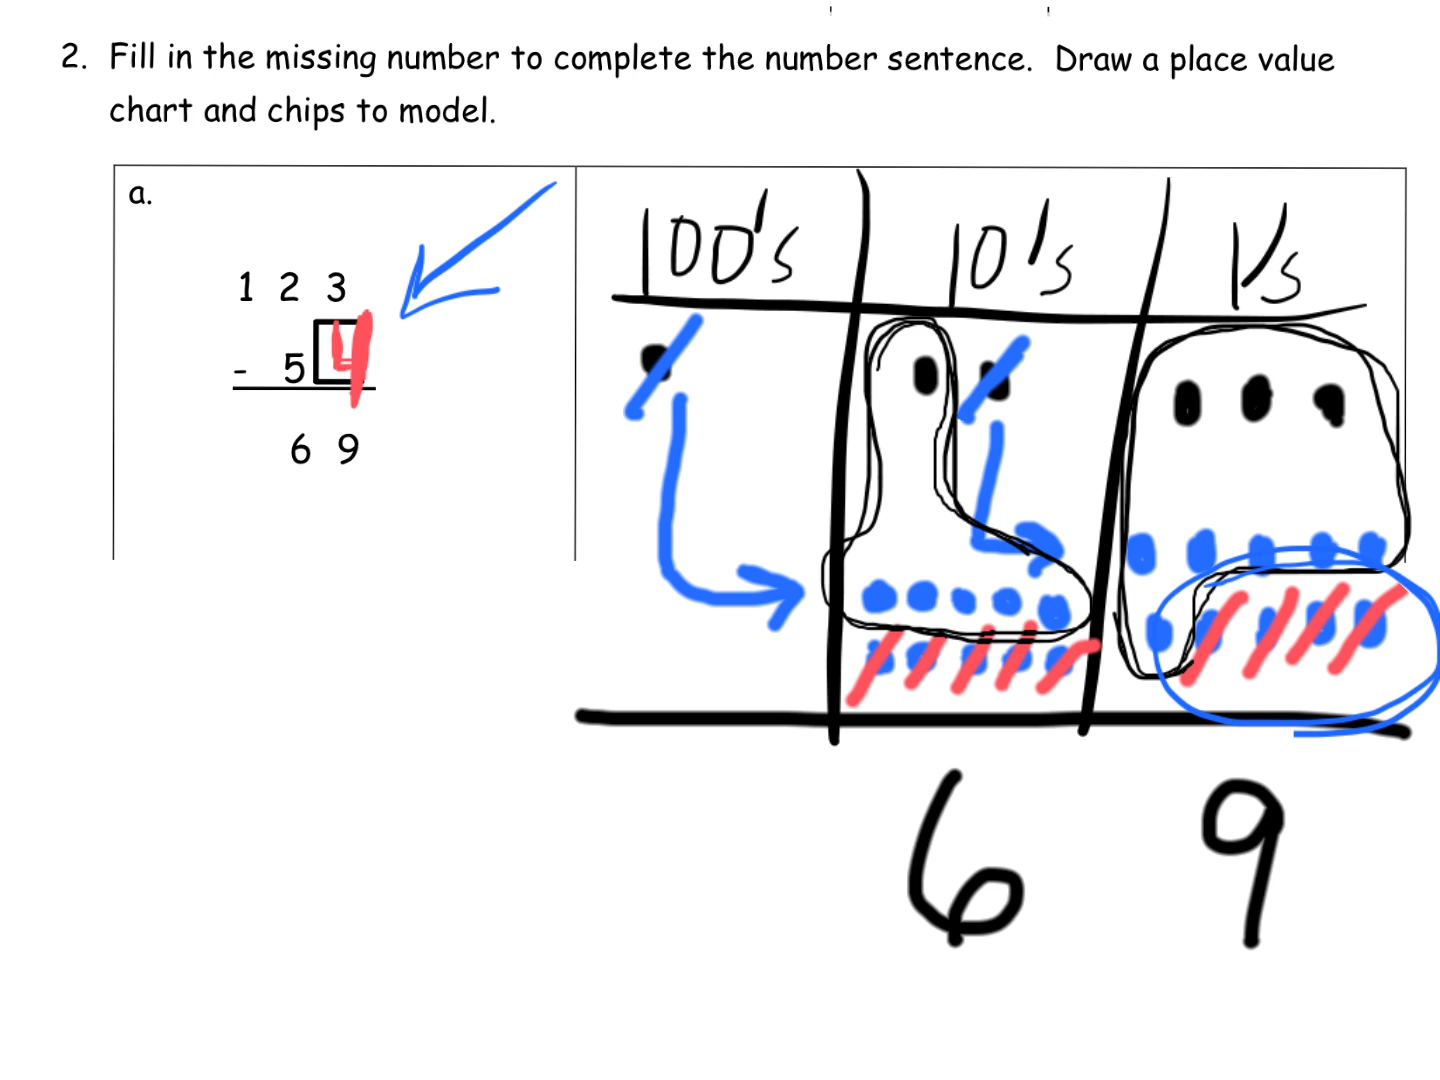 2. Fill in the missing number to complete the number sentence. Draw a place value
chart and chips to model.
a.
1 2 3
- 5 4
6 9
100's 10's 1's
6 9